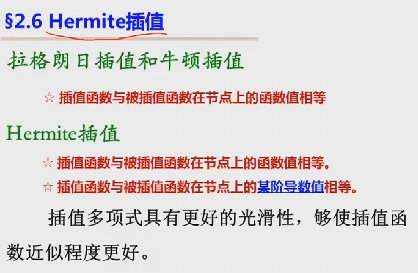 §2.6 Hermite插值
拉格朗日插值和牛顿插值
☆ 插值函数与被插值函数在节点上的函数值相等
Hermite插值
☆ 插值函数与被插值函数在节点上的函数值相等。
☆ 插值函数与被插值函数在节点上的某阶导数值相等。
插值多项式具有更好的光滑性，够使插值函
数近似程度更好。